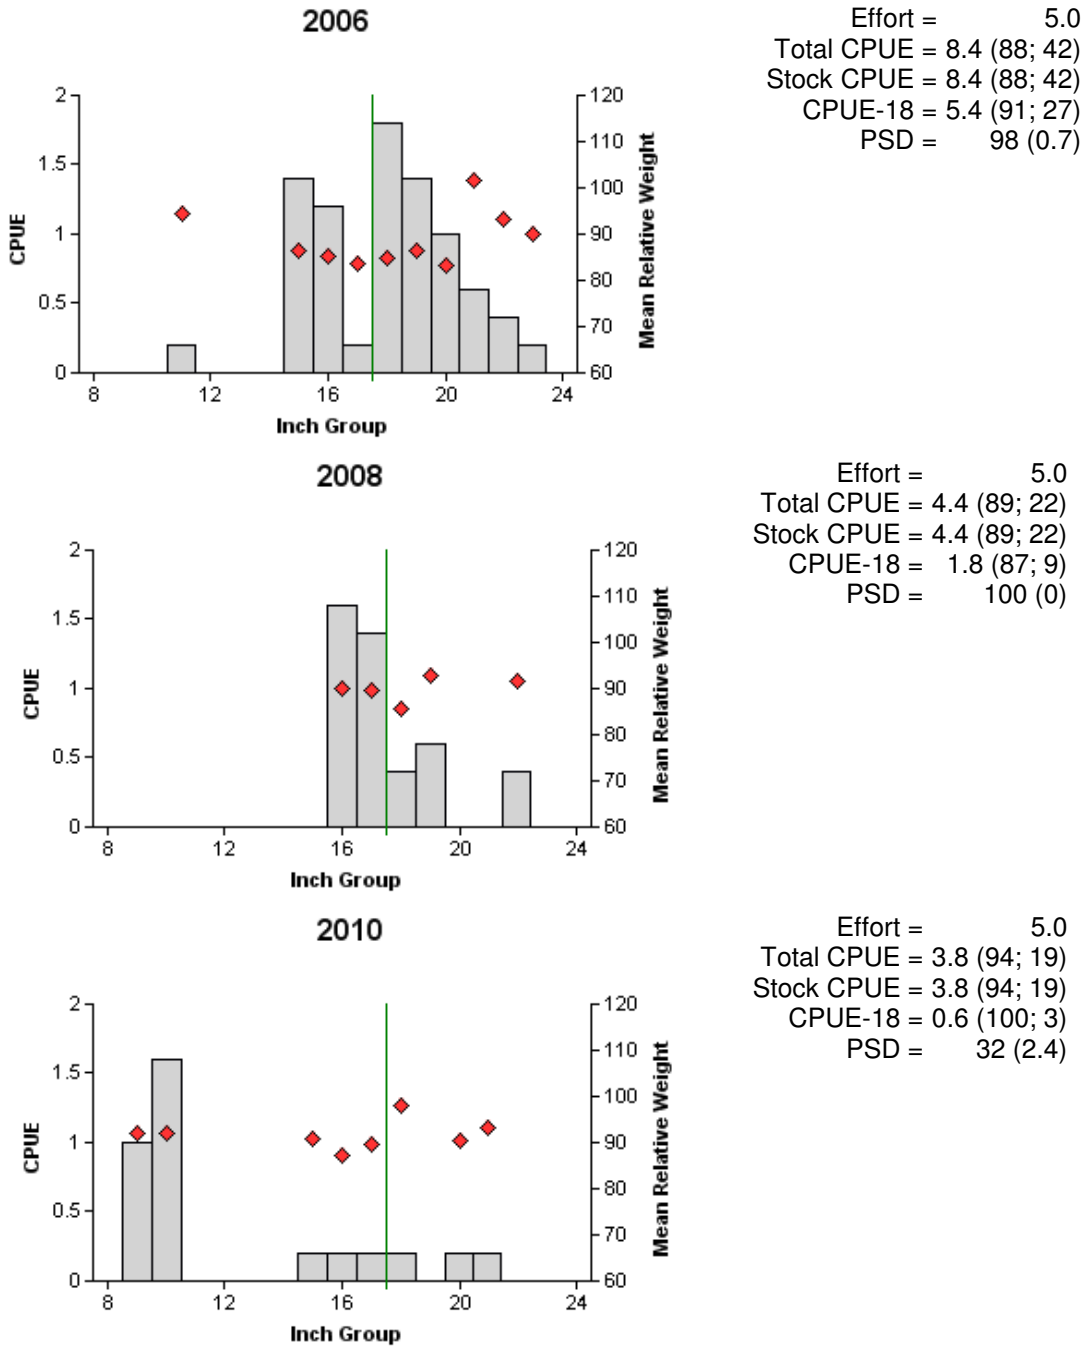 2006
Effort = 5.0
Total CPUE = 8.4 (88; 42)
Stock CPUE = 8.4 (88; 42)
CPUE-18 = 5.4 (91; 27)
PSD = 98 (0.7)
2
1.5
1
0.5
0
CPUE
120
110
100
90
80
70
60
Mean Relative Weight
8 12 16 20 24
Inch Group
2008
Effort = 5.0
Total CPUE = 4.4 (89; 22)
Stock CPUE = 4.4 (89; 22)
CPUE-18 = 1.8 (87; 9)
PSD = 100 (0)
2
1.5
1
0.5
0
CPUE
120
110
100
90
80
70
60
Mean Relative Weight
8 12 16 20 24
Inch Group
2010
Effort = 5.0
Total CPUE = 3.8 (94; 19)
Stock CPUE = 3.8 (94; 19)
CPUE-18 = 0.6 (100; 3)
PSD = 32 (2.4)
2
1.5
1
0.5
0
CPUE
120
110
100
90
80
70
60
Mean Relative Weight
8 12 16 20 24
Inch Group